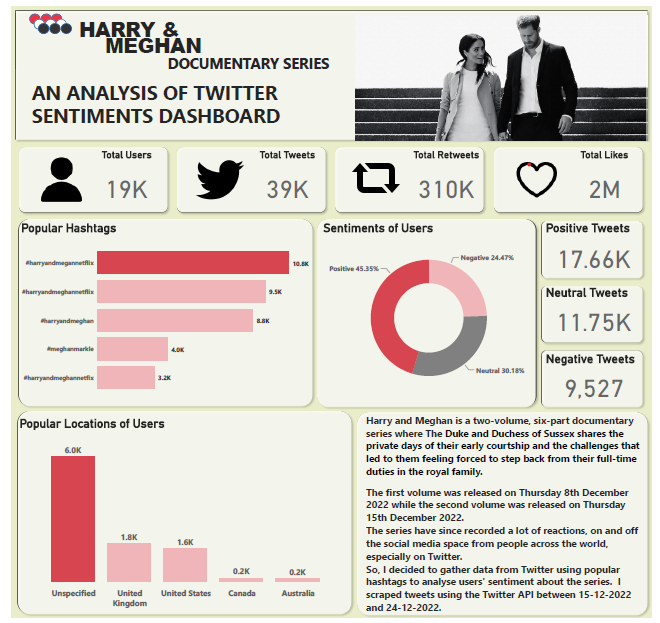 HARRY &
MEGHAN
DOCUMENTARY SERIES
AN ANALYSIS OF TWITTER
SENTIMENTS DASHBOARD
Total Users
19K
Total Tweets
39K
Total Retweets
310K
Total Likes
2M
Popular Hashtags
#harryandmegannetflix
10.8K
#harryandmeghannetflix
9.5K
#harryandmeghan
8.8K
#meghanmarkle
4.0K
#harryandmeghannetflix
3.2K
Sentiments of Users
Positive 45.35%
Negative 24.47%
Neutral 30.18%
Positive Tweets
17.66K
Neutral Tweets
11.75K
Negative Tweets
9,527
Popular Locations of Users
6.0K
1.8K
1.6K
0.2K
0.2K
Unspecified
United
Kingdom
United States
Canada
Australia
Harry and Meghan is a two-volume, six-part documentary
series where The Duke and Duchess of Sussex shares the
private days of their early courtship and the challenges that
led to them feeling forced to step back from their full-time
duties in the royal family.
The first volume was released on Thursday 8th December
2022 while the second volume was released on Thursday
15th December 2022.
The series have since recorded a lot of reactions, on and off
the social media space from people across the world,
especially on Twitter.
So, I decided to gather data from Twitter using popular
hashtags to analyse users' sentiment about the series. I
scraped tweets using the Twitter API between 15-12-2022
and 24-12-2022.